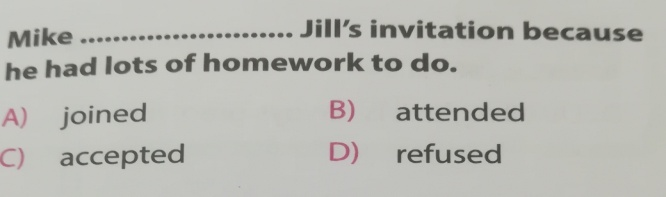 Mike .......................... Jill's invitation because
he had lots of homework to do.
A) joined B) attended
C) accepted D) refused